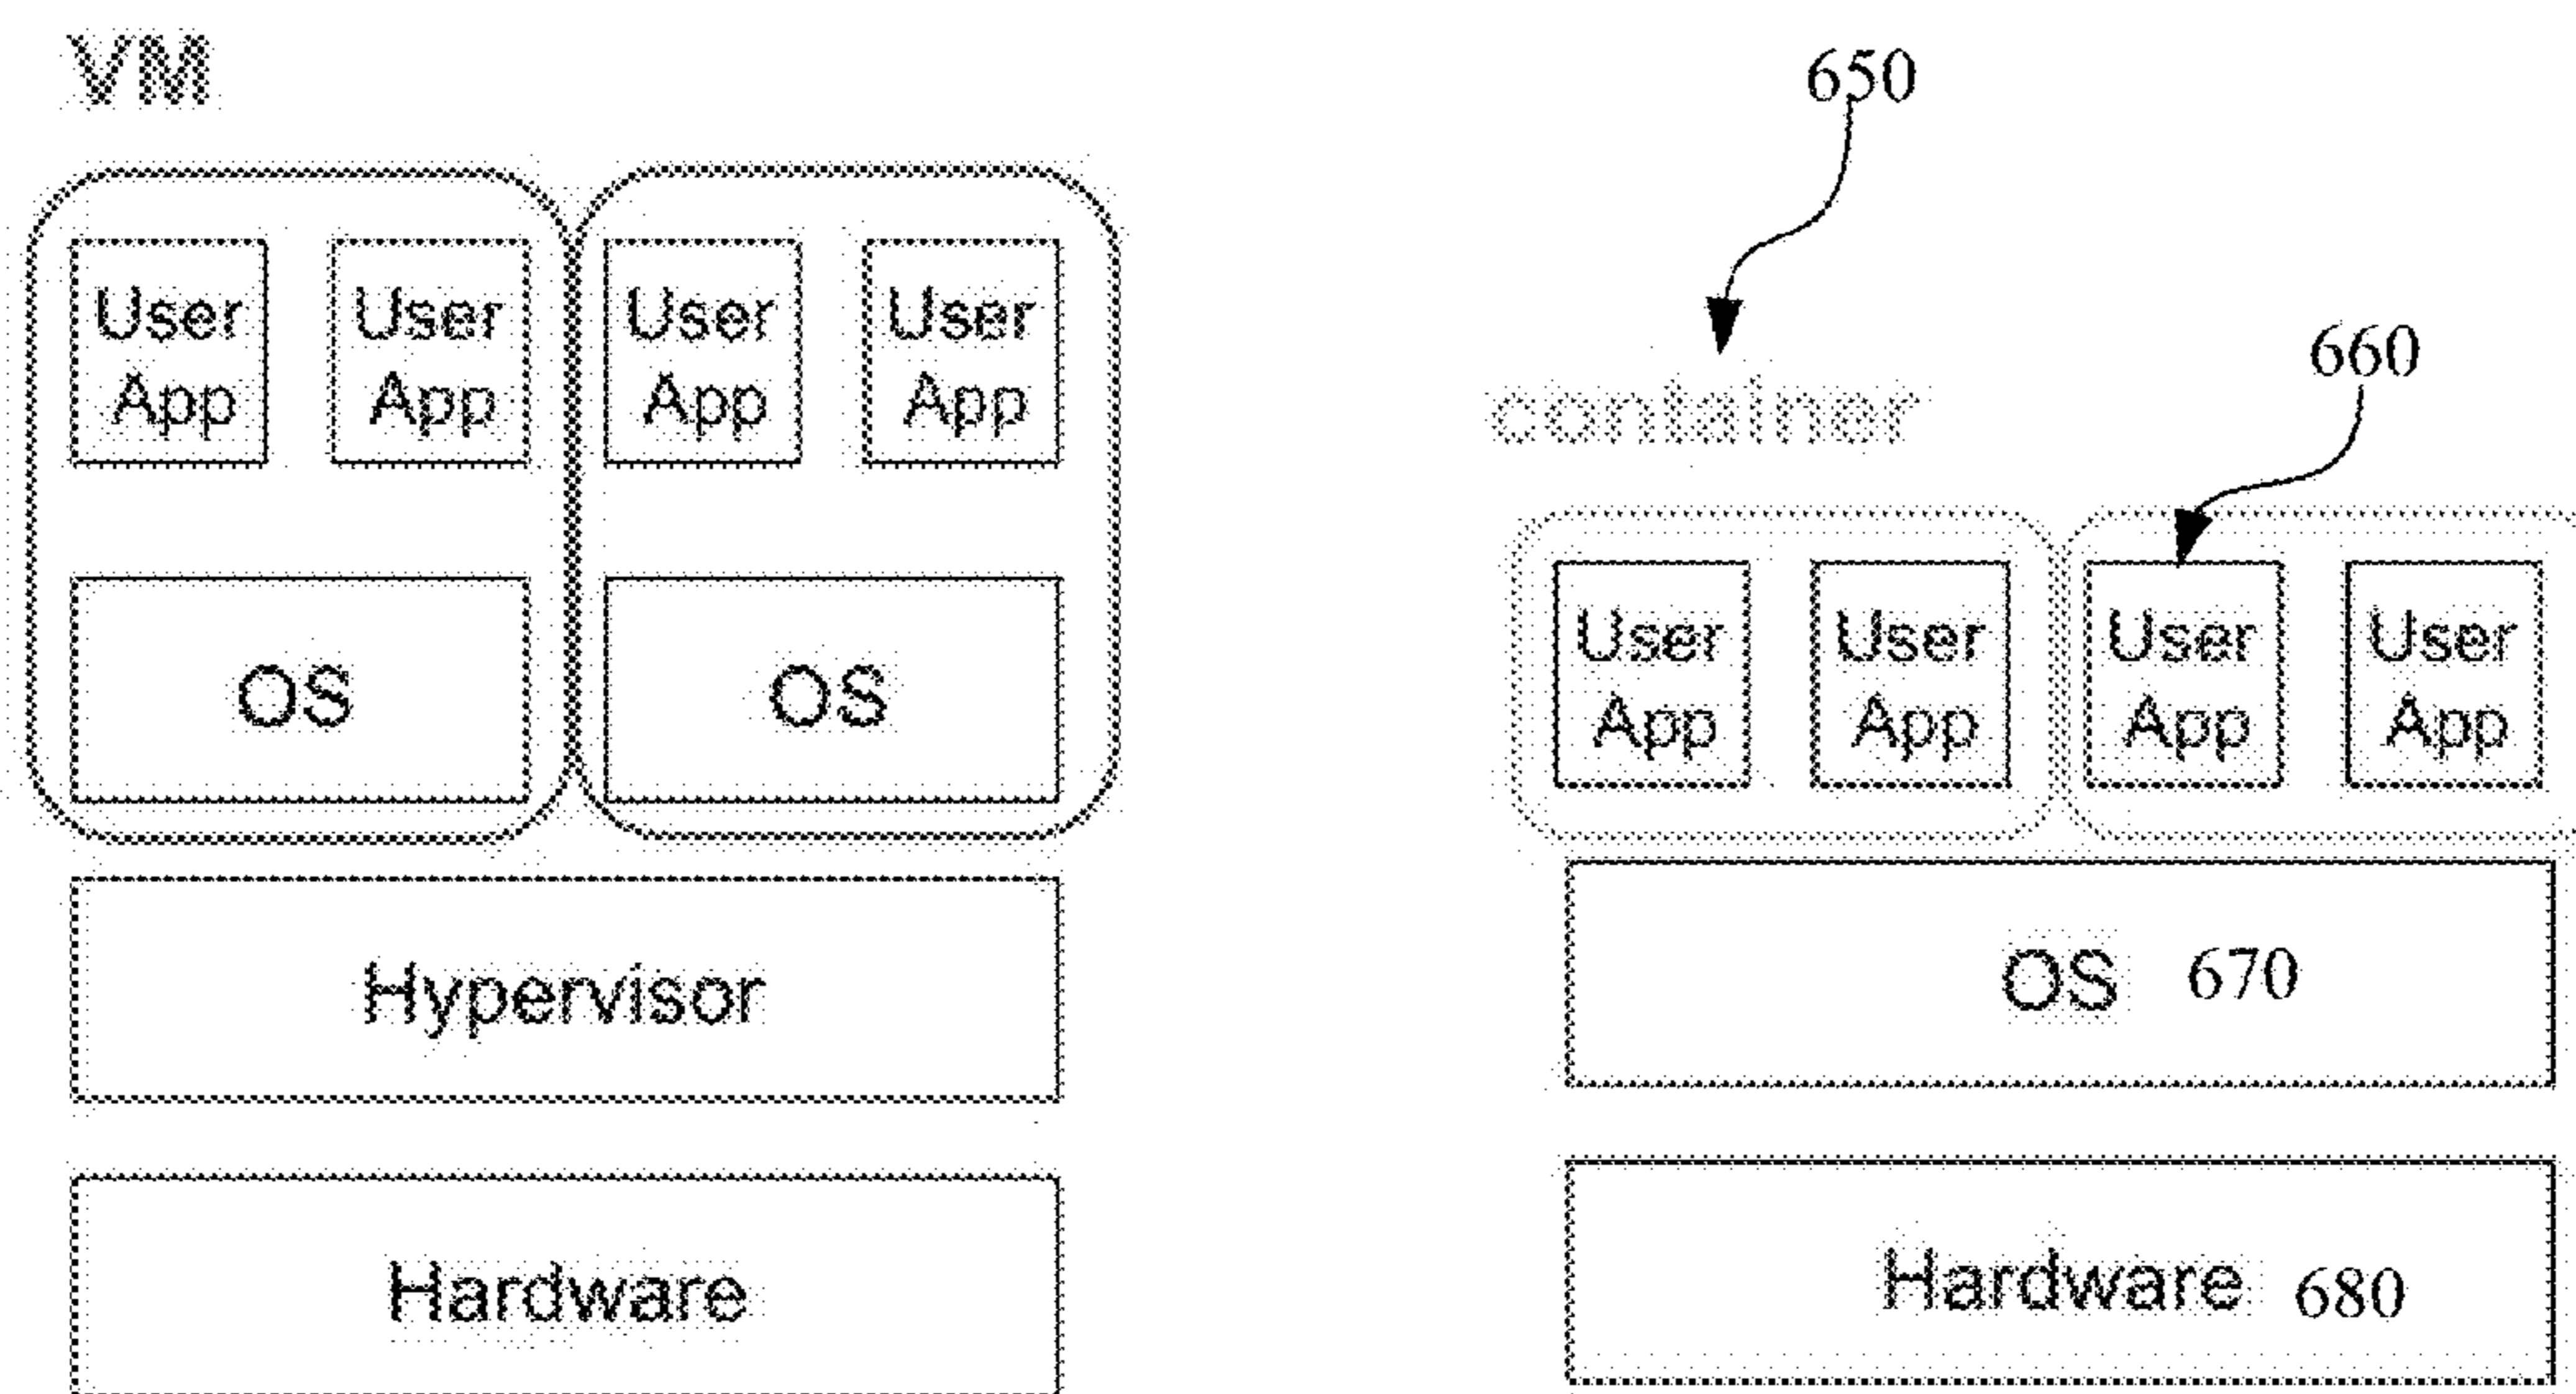 VM
User App
User App
User App
User App
OS
OS
Hypervisor
Hardware
650
container
660
User App
User App
User App
User App
OS 670
Hardware 680